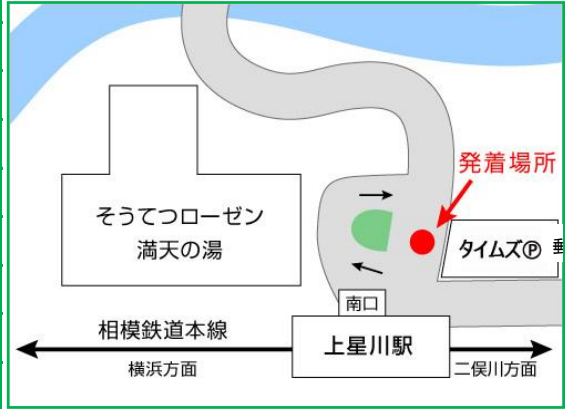 発着場所
そうてつローゼン
満天の湯
タイムズⓅ
南口
相模鉄道本線
上星川駅
横浜方面
二俣川方面